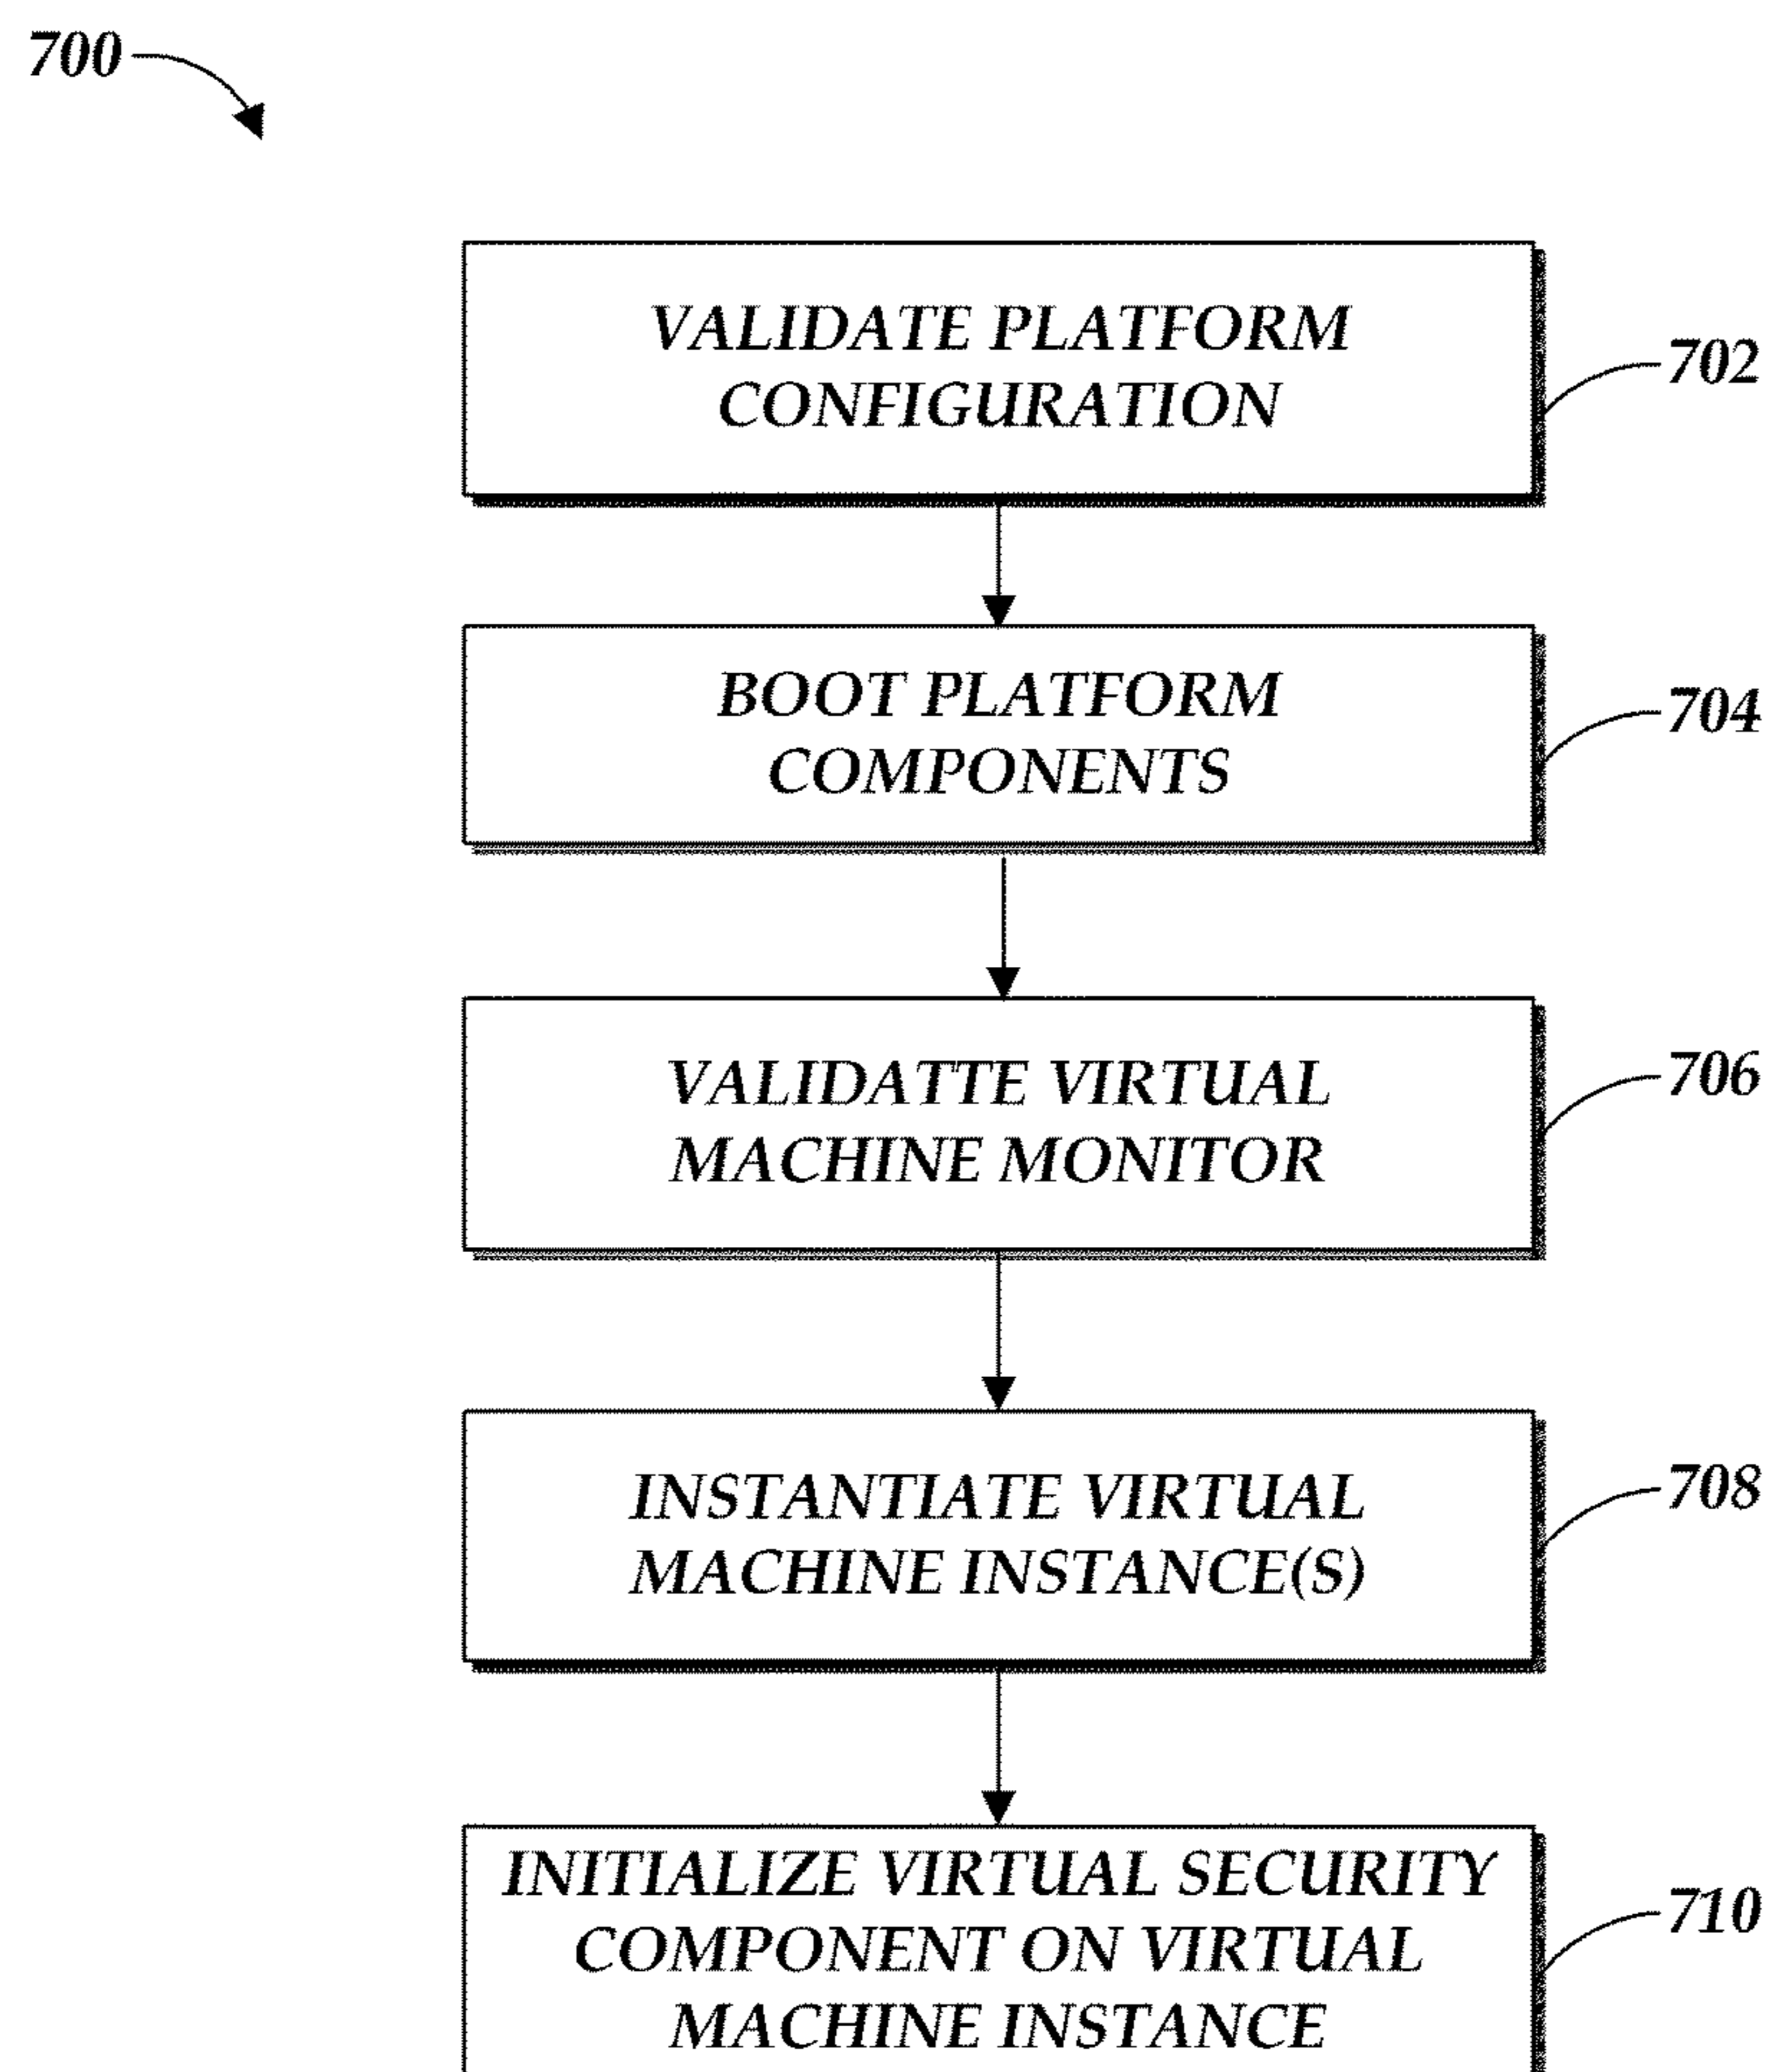 700
VALIDATE PLATFORM
CONFIGURATION
702
BOOT PLATFORM
COMPONENTS
704
VALIDATTE VIRTUAL
MACHINE MONITOR
706
INSTANTIATE VIRTUAL
MACHINE INSTANCE(S)
708
INITIALIZE VIRTUAL SECURITY
COMPONENT ON VIRTUAL
MACHINE INSTANCE
710